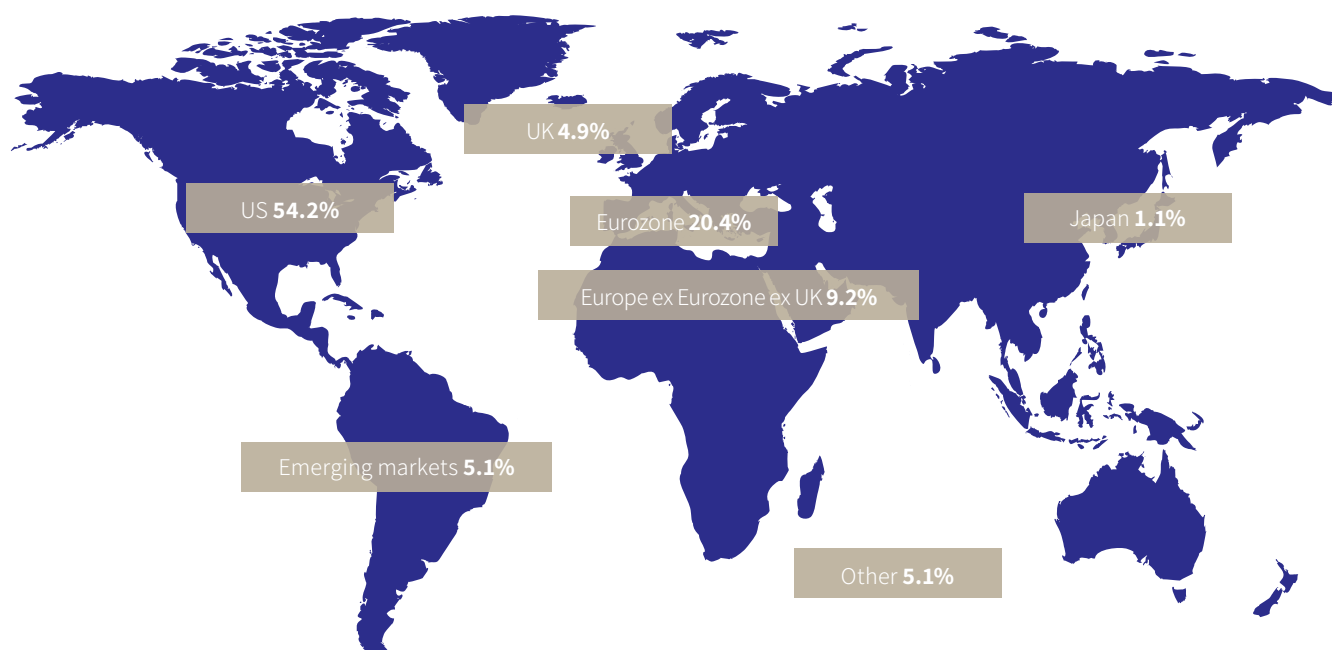 UK 4.9%
US 54.2%
Eurozone 20.4%
Japan 1.1%
Europe ex Eurozone ex UK 9.2%
Emerging markets 5.1%
Other 5.1%